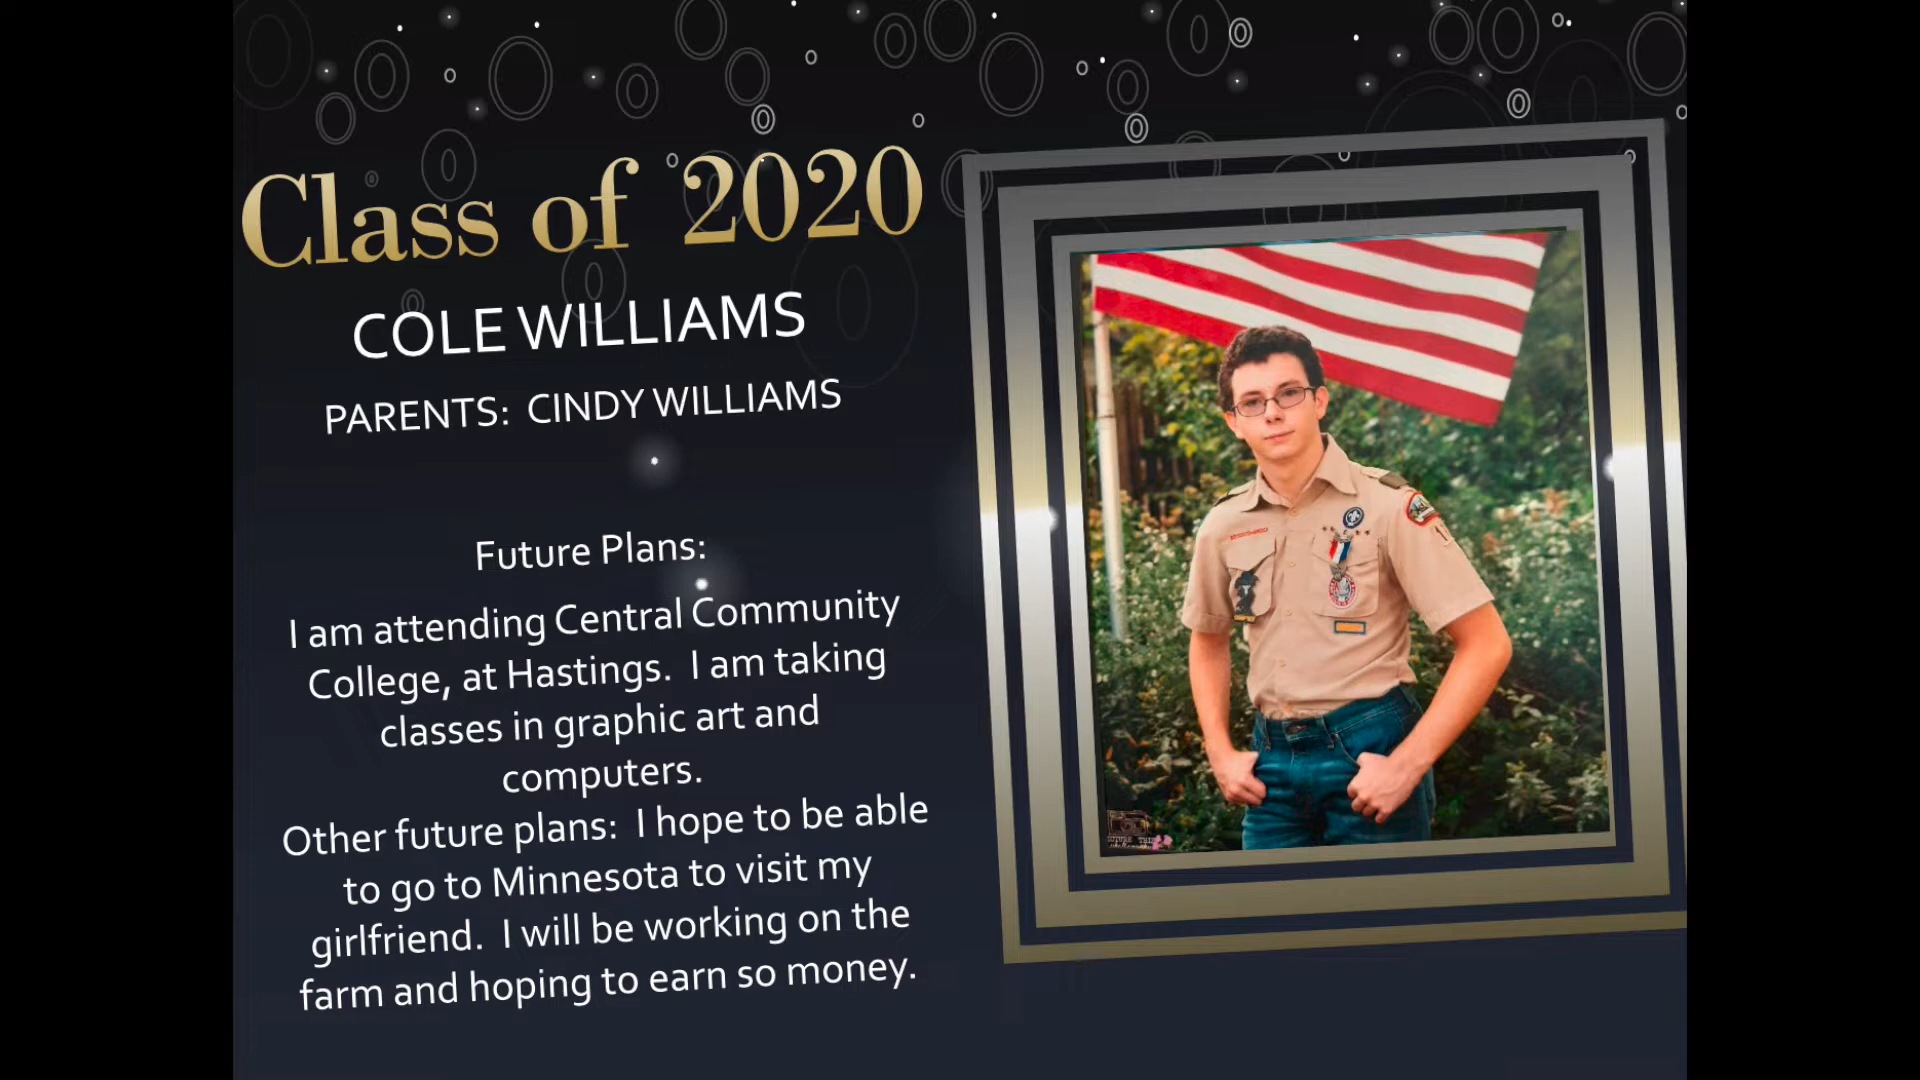 Class of 2020
COLE WILLIAMS
PARENTS: CINDY WILLIAMS
Future Plans:
I am attending Central Community
College, at Hastings. I am taking
classes in graphic art and
computers.
Other future plans: I hope to be able
to go to Minnesota to visit my
girlfriend. I will be working on the
farm and hoping to earn so money.